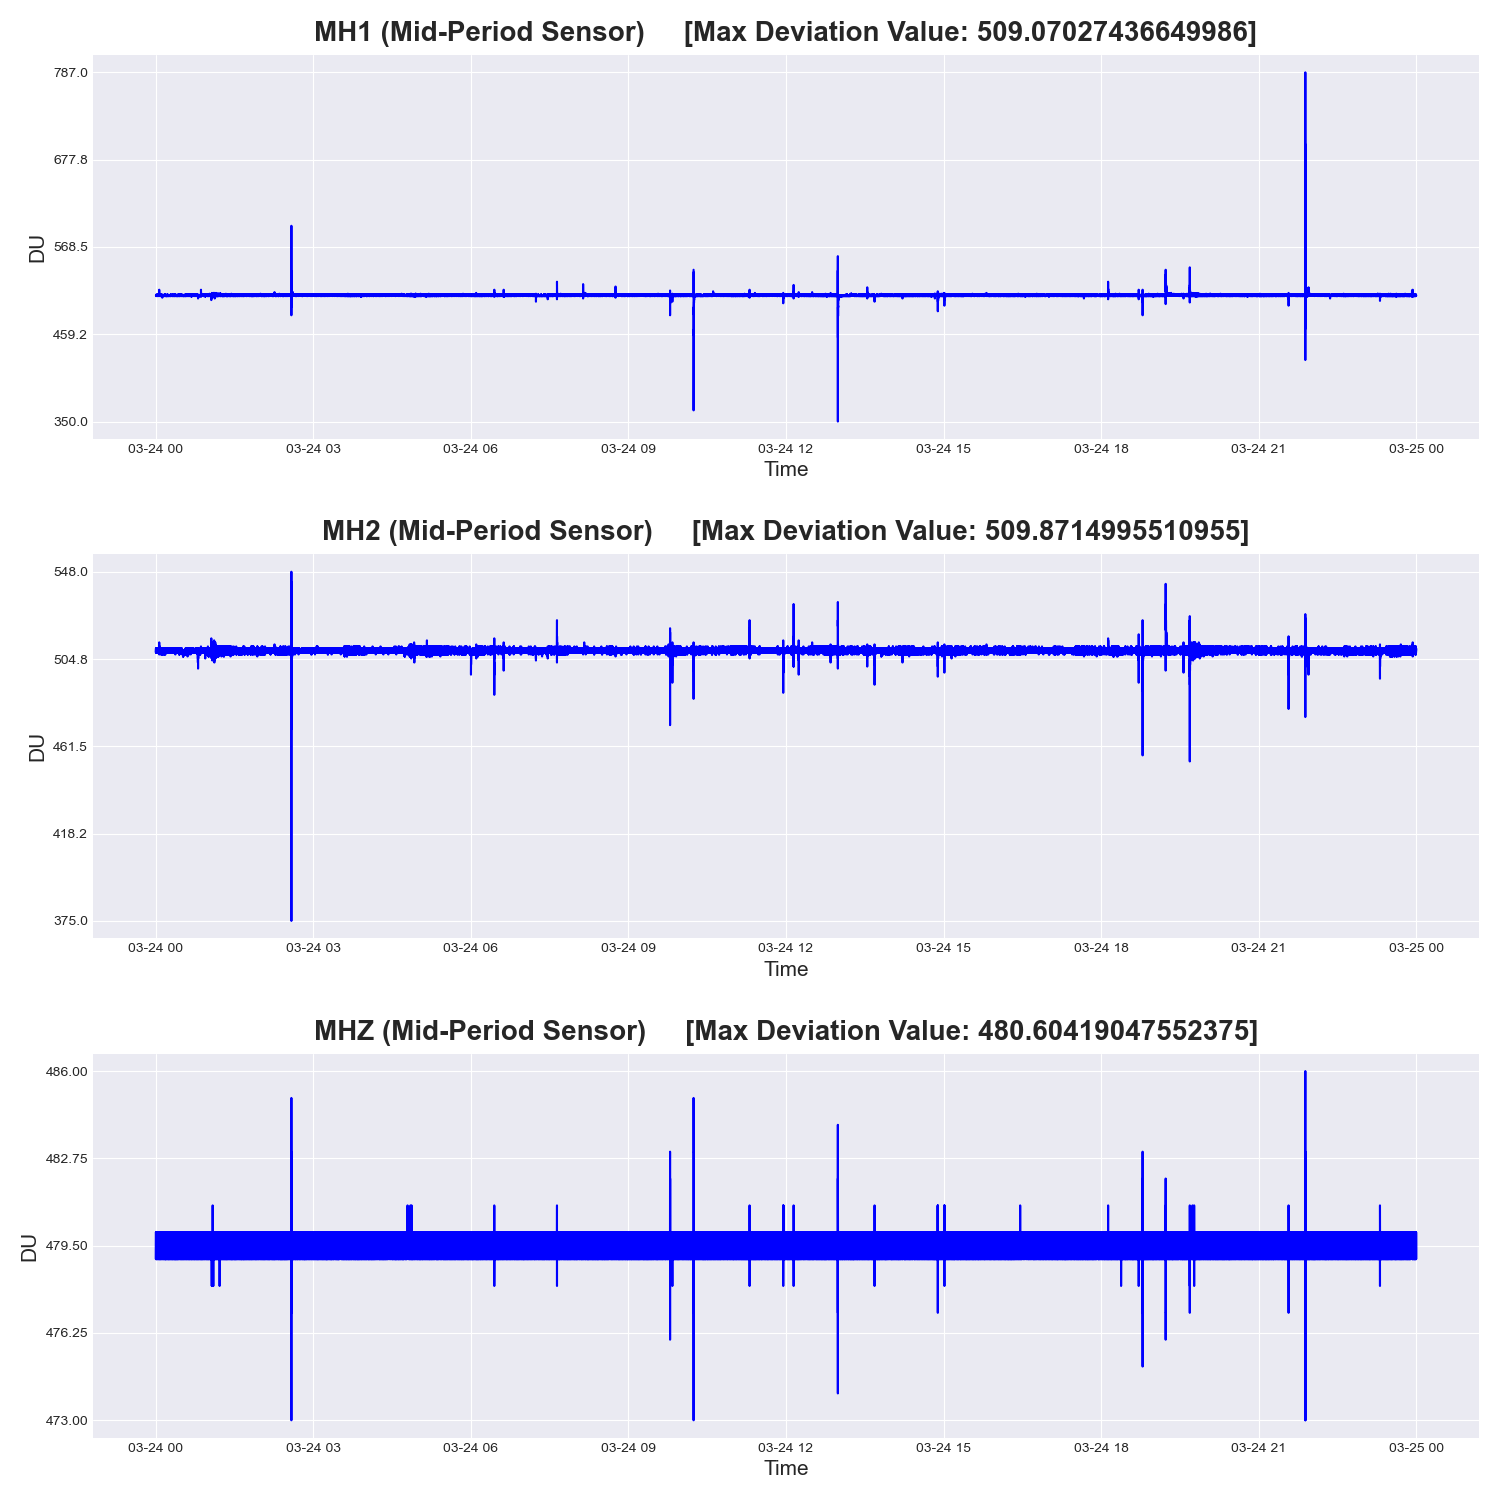 MH1 (Mid-Period Sensor) [Max Deviation Value: 509.07027436649986]
787.0
677.8
568.5
459.2
350.0
DU
03-24 00 03-24 03 03-24 06 03-24 09 03-24 12 03-24 15 03-24 18 03-24 21 03-25 00
Time
MH2 (Mid-Period Sensor) [Max Deviation Value: 509.8714995510955]
548.0
504.8
461.5
418.2
375.0
DU
03-24 00 03-24 03 03-24 06 03-24 09 03-24 12 03-24 15 03-24 18 03-24 21 03-25 00
Time
MHZ (Mid-Period Sensor) [Max Deviation Value: 480.60419047552375]
486.00
482.75
479.50
476.25
473.00
DU
03-24 00 03-24 03 03-24 06 03-24 09 03-24 12 03-24 15 03-24 18 03-24 21 03-25 00
Time